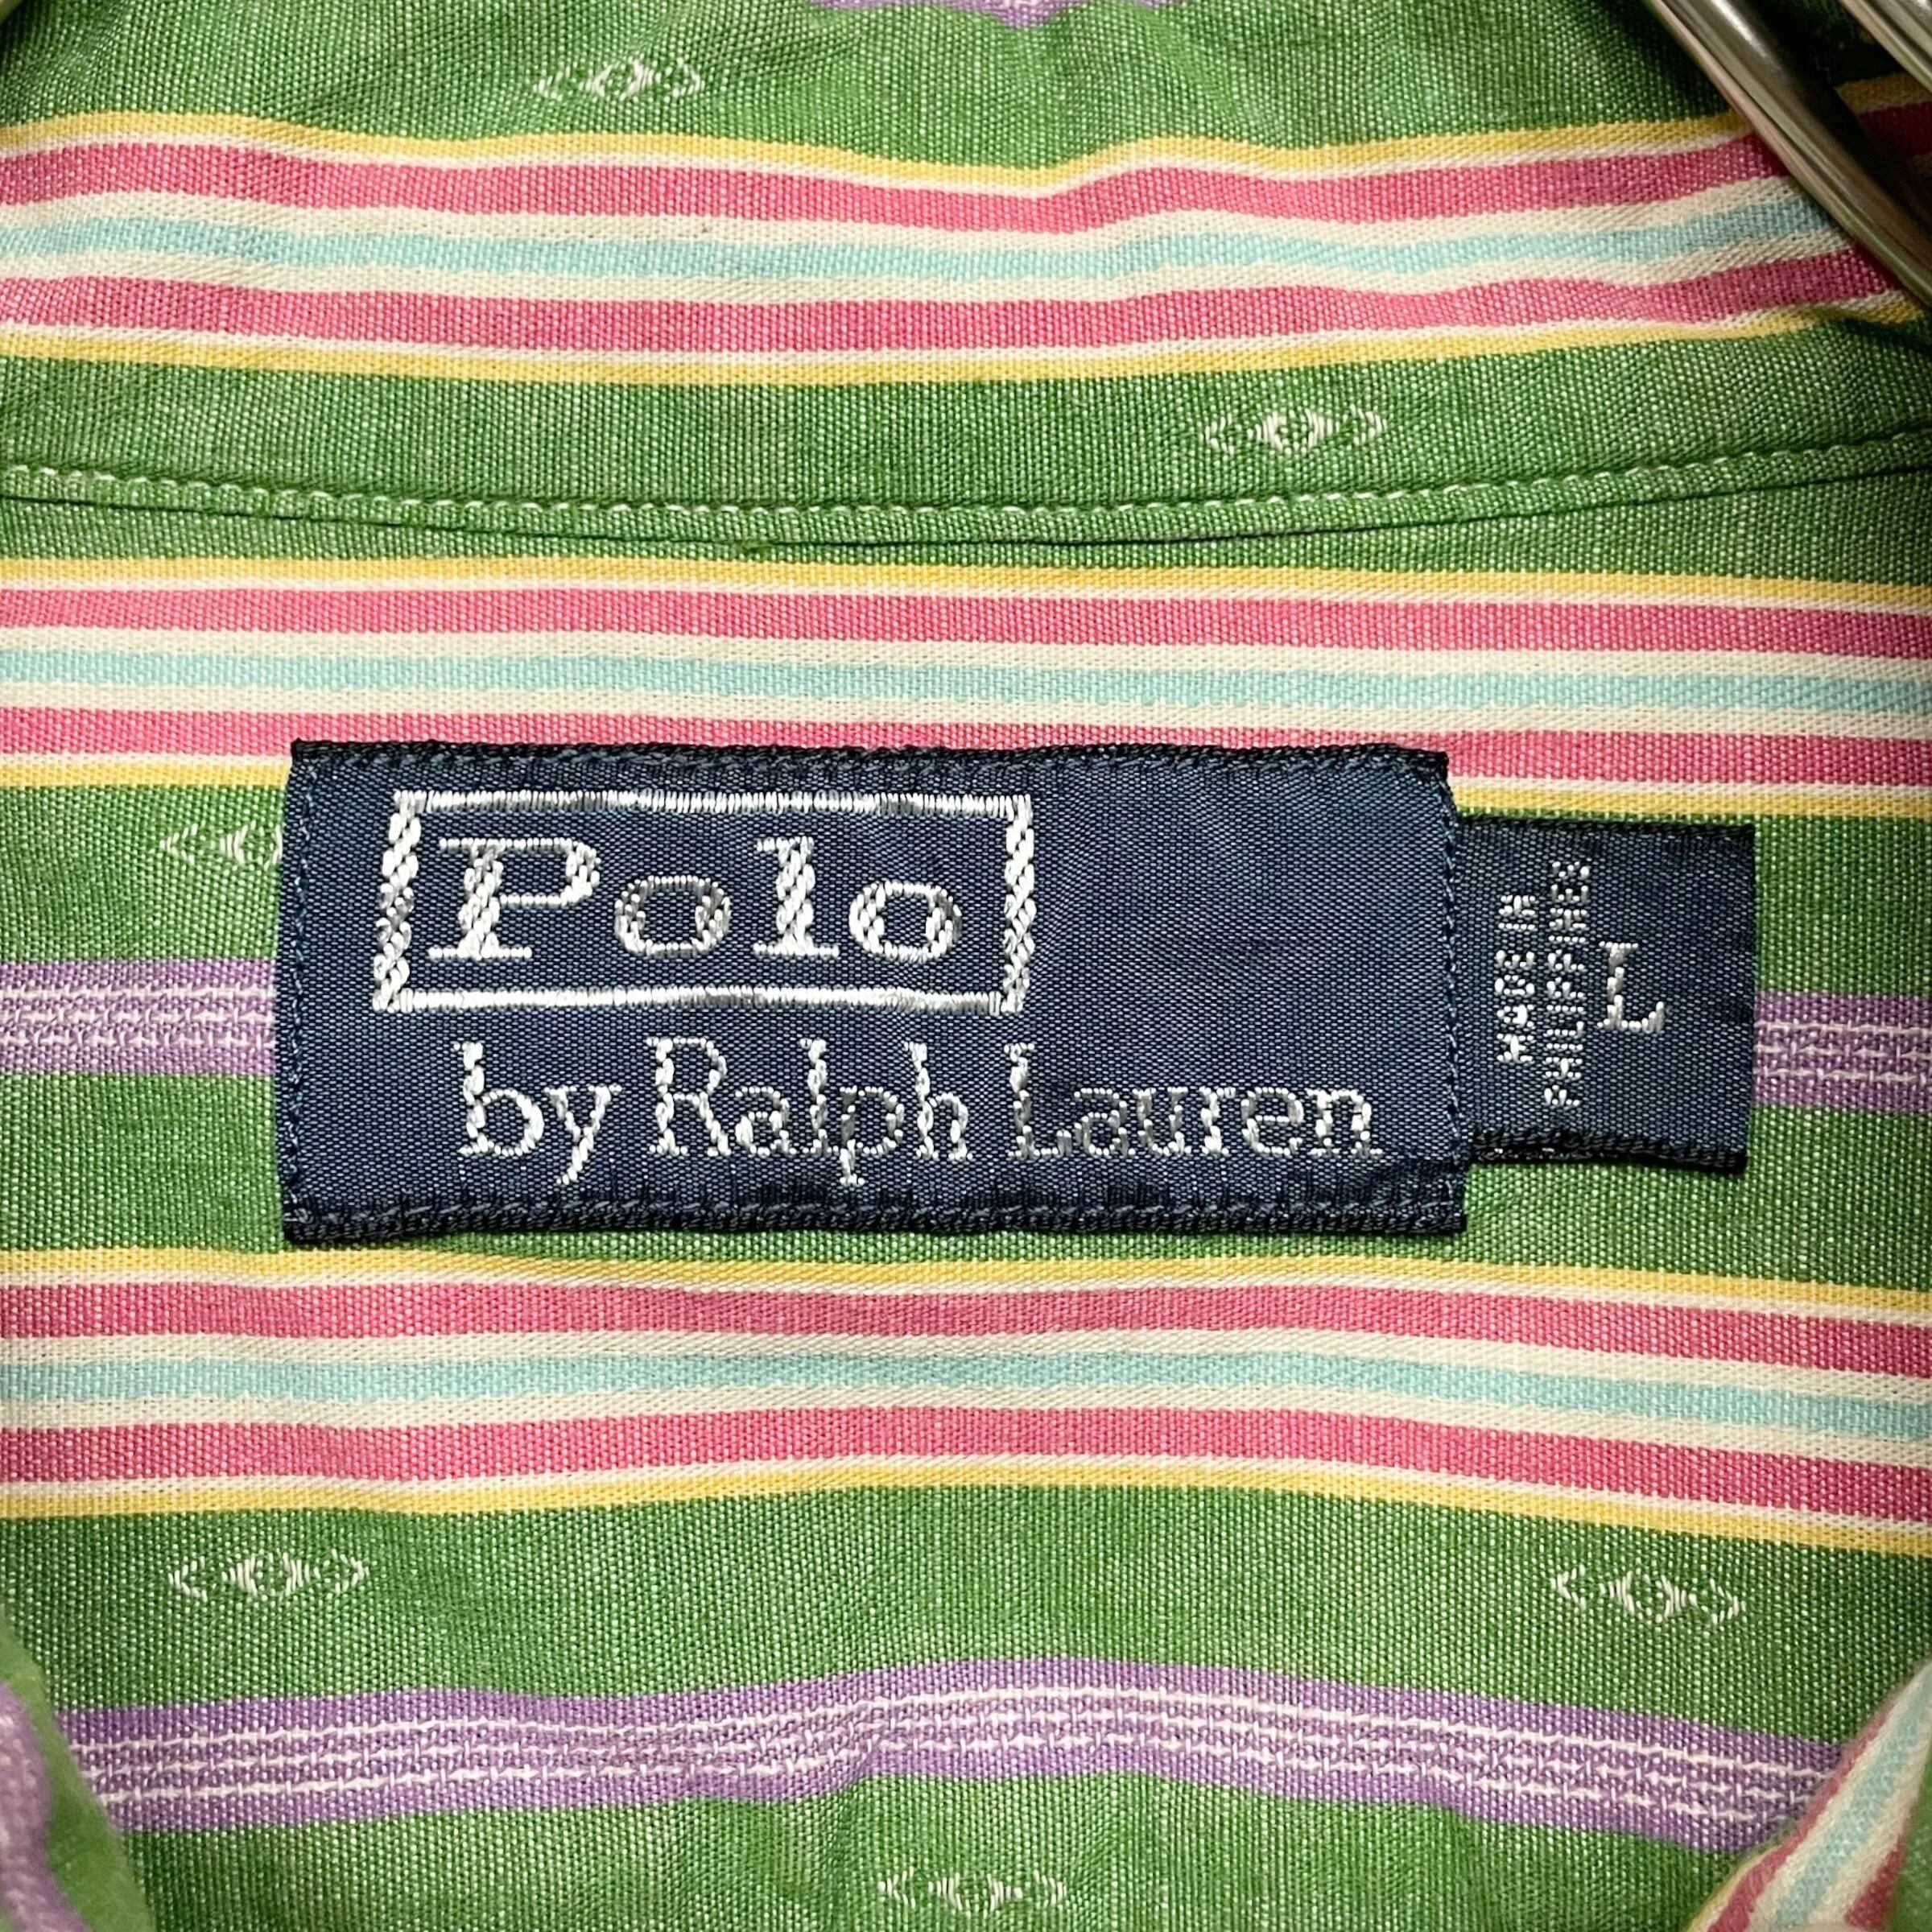 Polo
by Ralph Lauren
MADE IN
PHILIPPINES
L